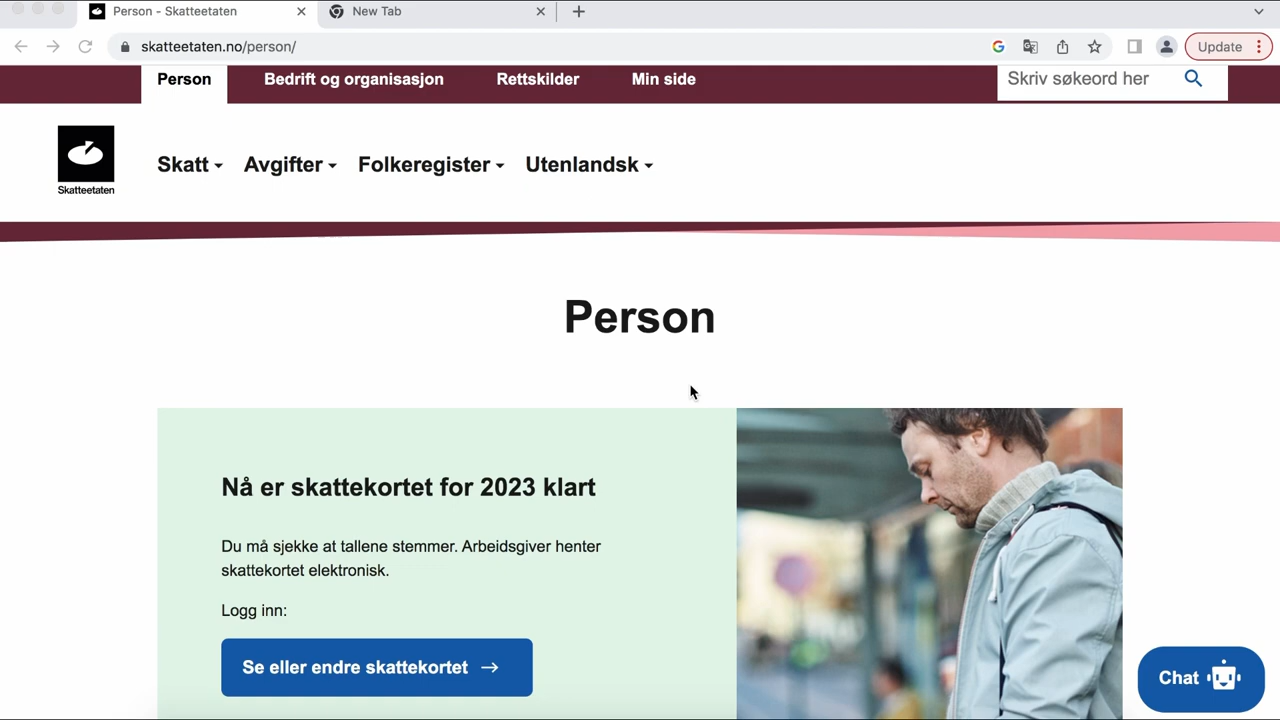 Person - Skatteetaten
New Tab
skatteetaten.no/person/
Update
Person
Bedrift og organisasjon
Rettskilder
Min side
Skriv søkeord her
Skatteetaten
Skatt
Avgifter
Folkeregister
Utenlandsk
Person
Nå er skattekortet for 2023 klart
Du må sjekke at tallene stemmer. Arbeidsgiver henter
skattekortet elektronisk.
Logg inn:
Se eller endre skattekortet →
Chat